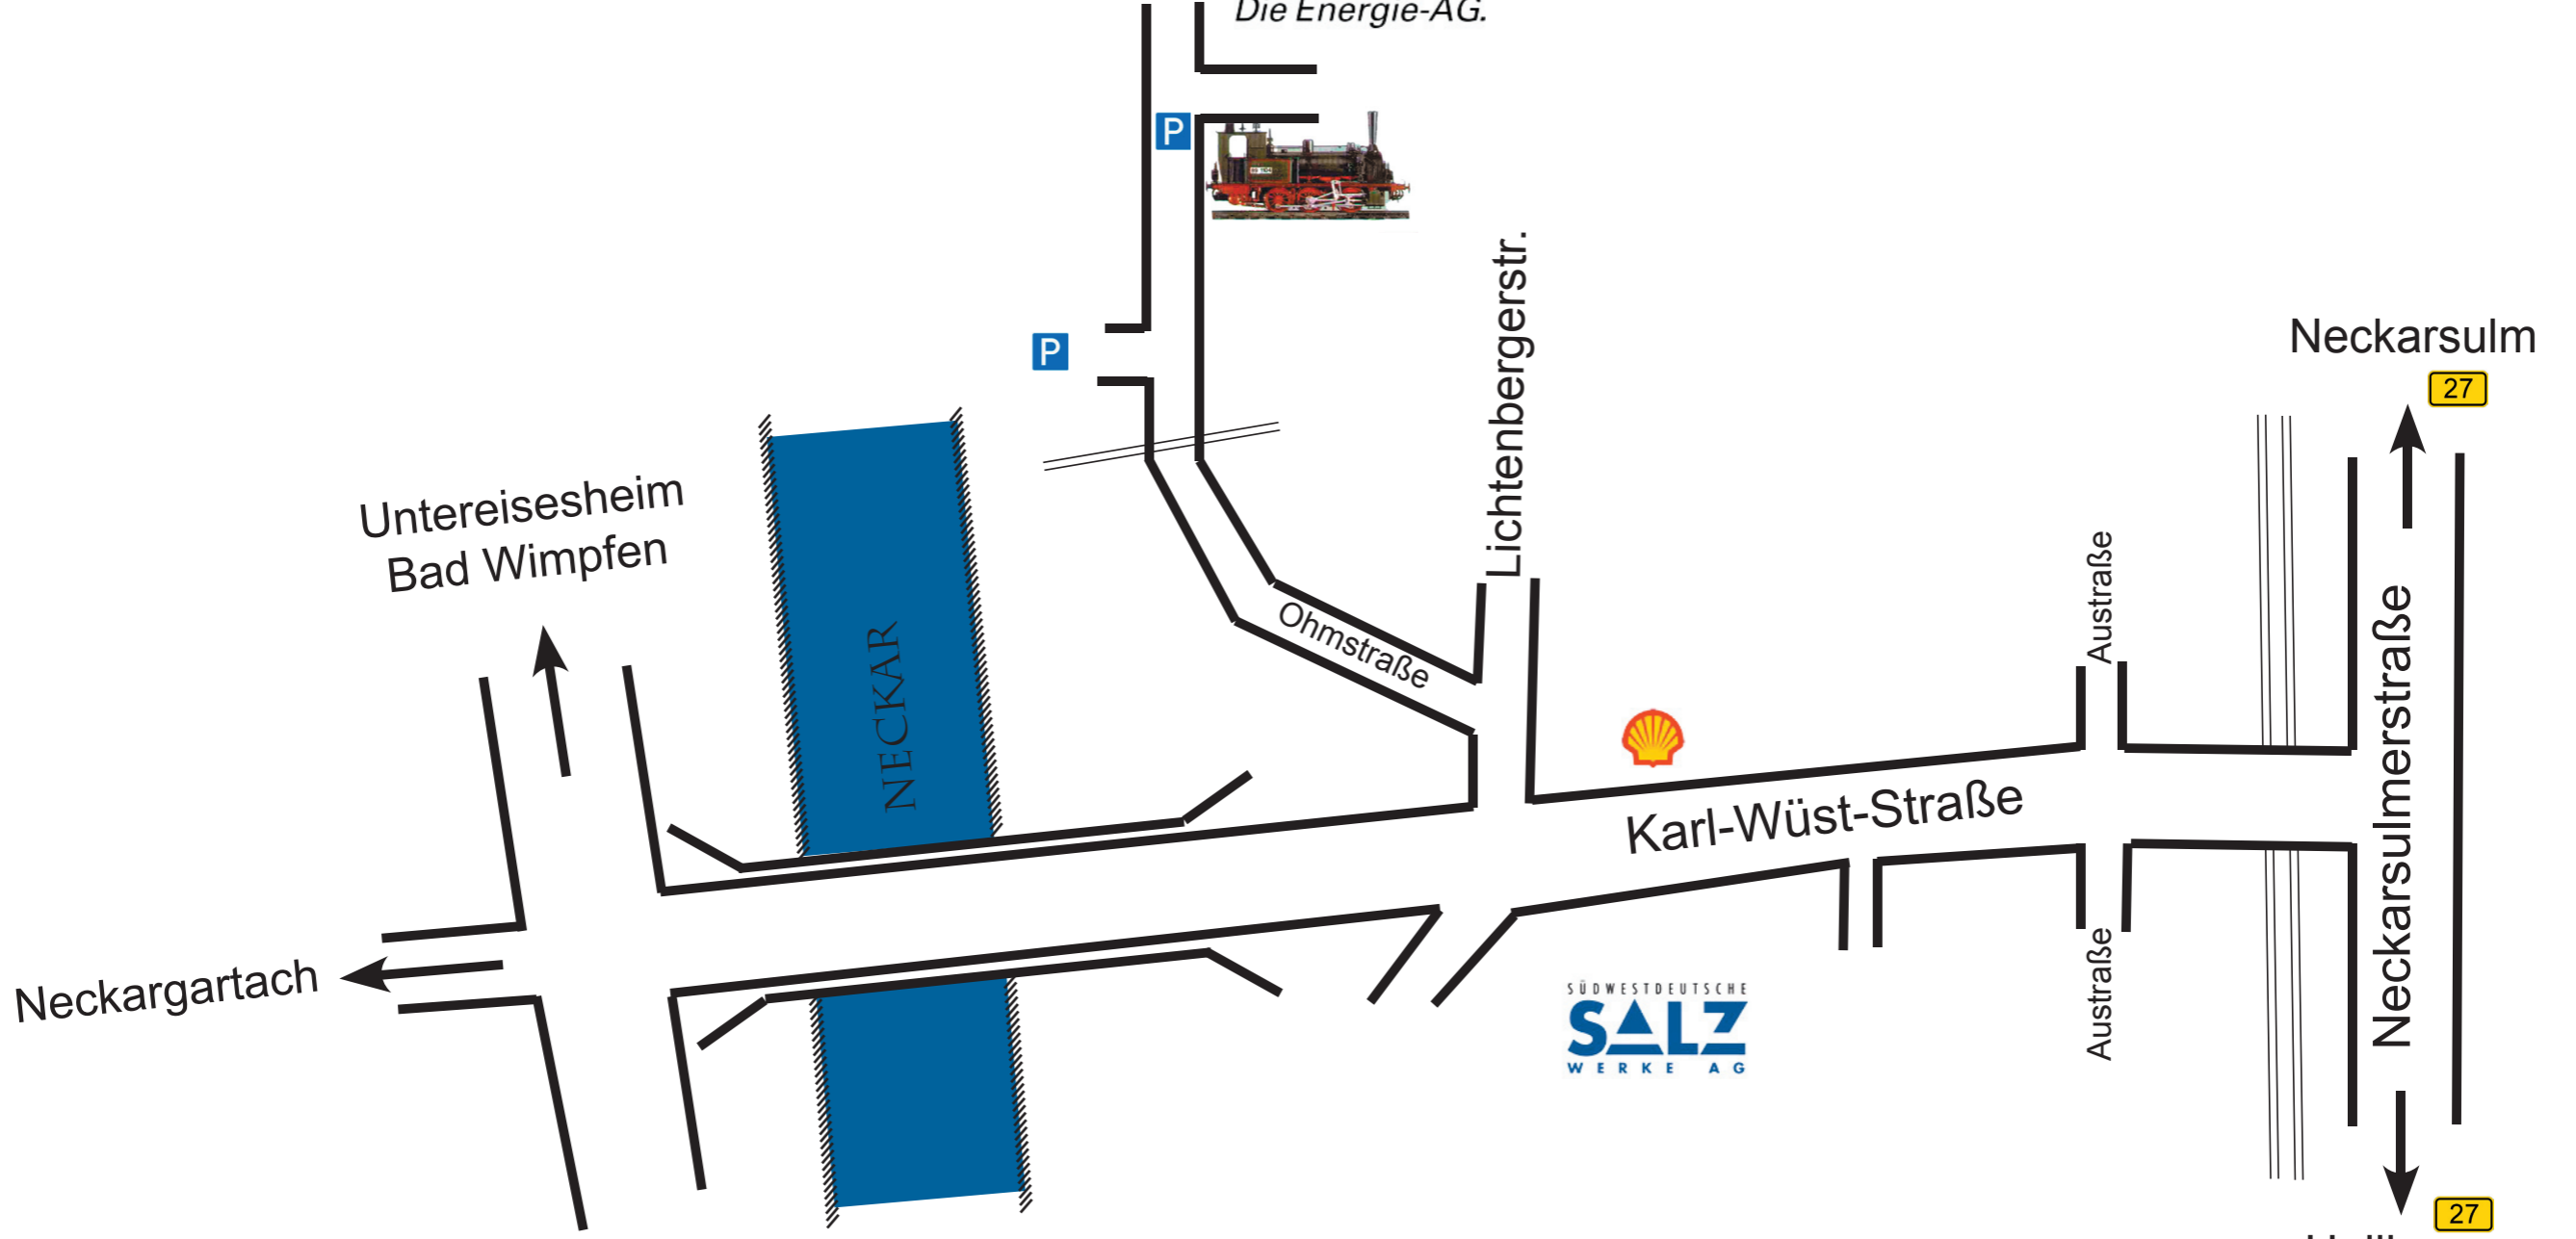 Die Energie-AG.
P
Lichtenbergerstr.
Neckarsulm
27
P
Untereisesheim
Bad Wimpfen
Austraße
Ohmstraße
NECKAR
Neckarsulmerstraße
Karl-Wüst-Straße
Neckargartach
SÜDWESTDEUTSCHE
SALZ
WERKE AG
Austraße
27